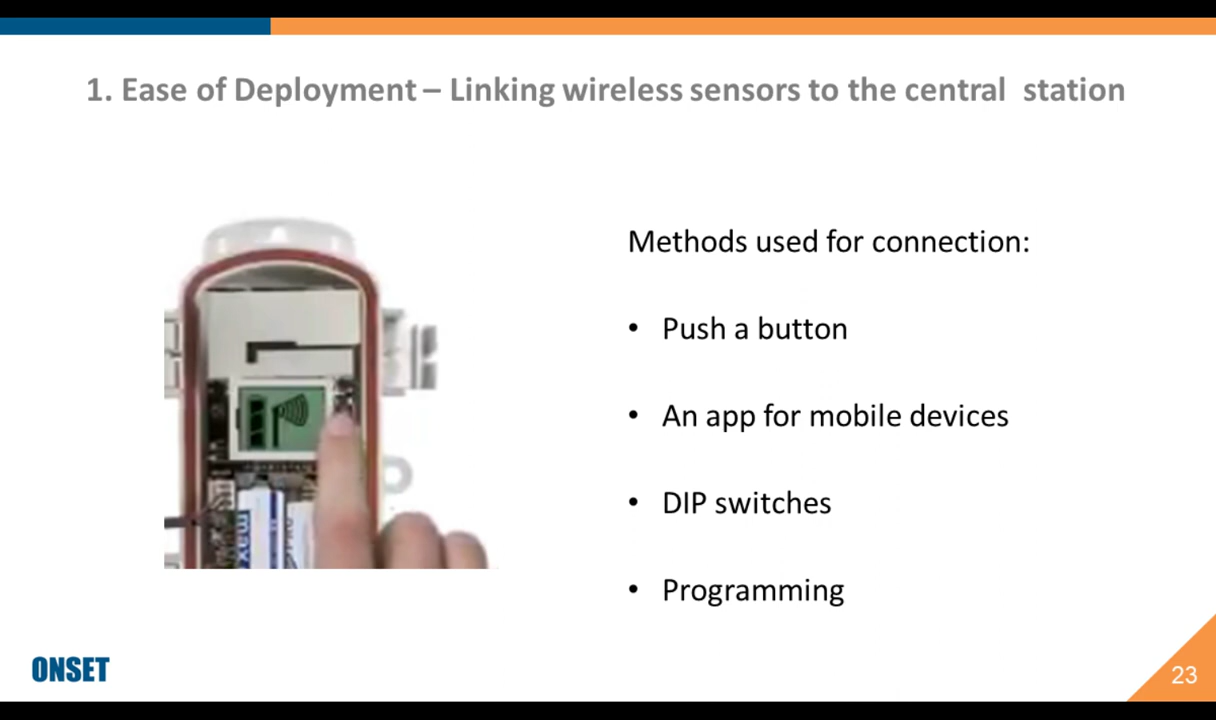 1. Ease of Deployment – Linking wireless sensors to the central  station
Methods used for connection:
• Push a button
• An app for mobile devices
• DIP switches
• Programming
ONSET
23